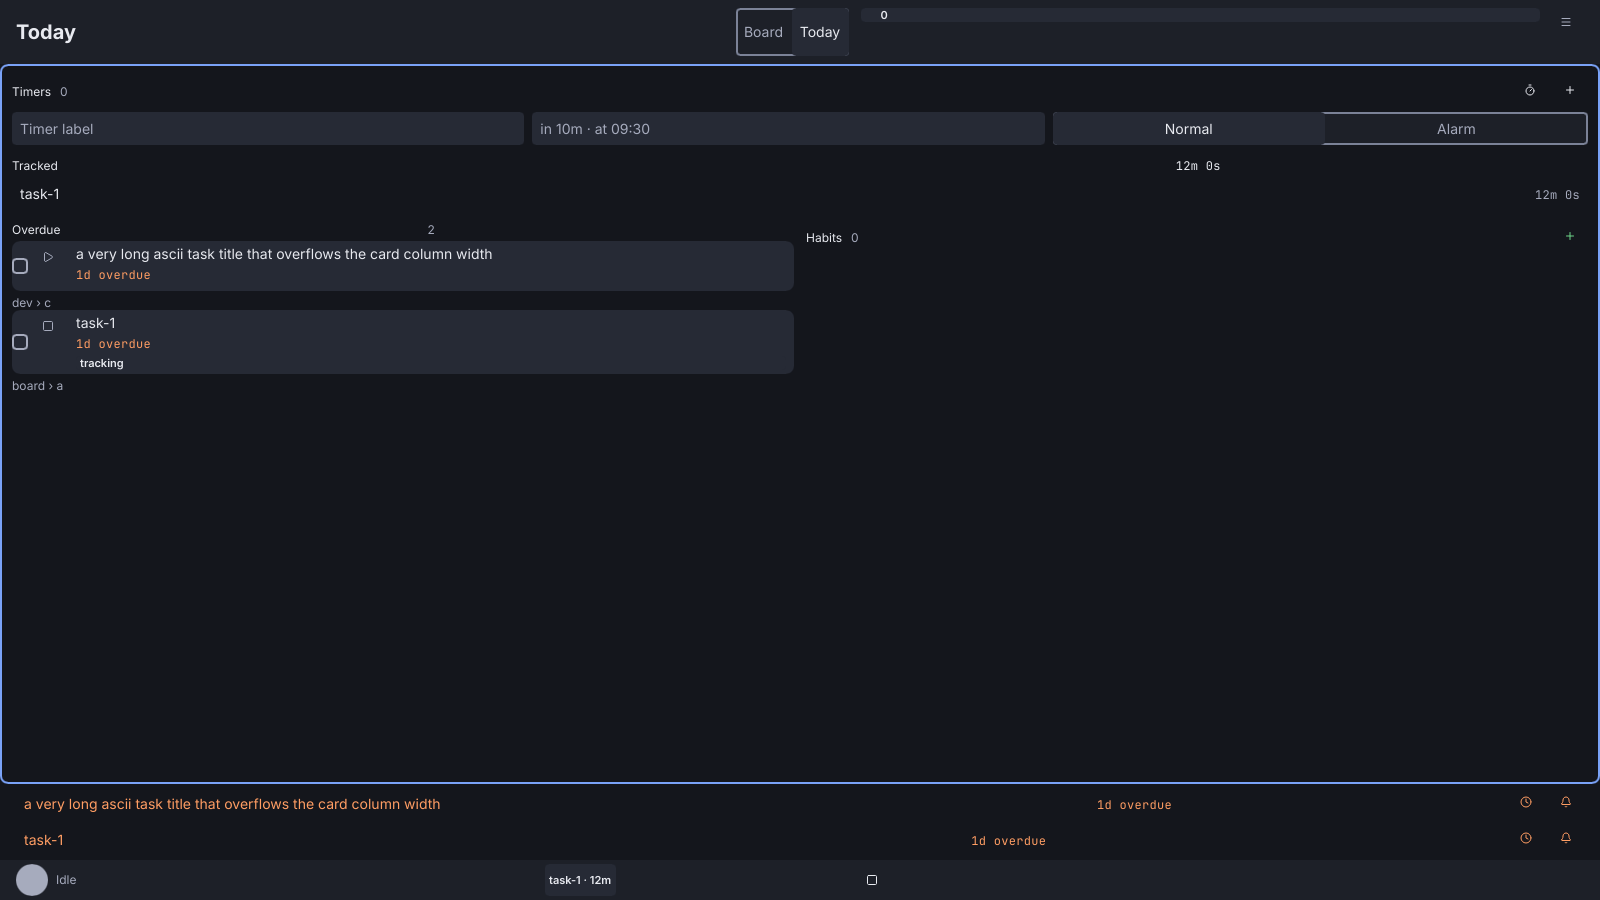 Today
Board Today
0
Timers 0
Timer label
in 10m · at 09:30
Normal
Alarm
Tracked 12m 0s
task-1 12m 0s
Overdue 2
a very long ascii task title that overflows the card column width
1d overdue
dev › c
task-1
1d overdue
tracking
board › a
Habits 0
a very long ascii task title that overflows the card column width 1d overdue
task-1 1d overdue
Idle
task-1 · 12m